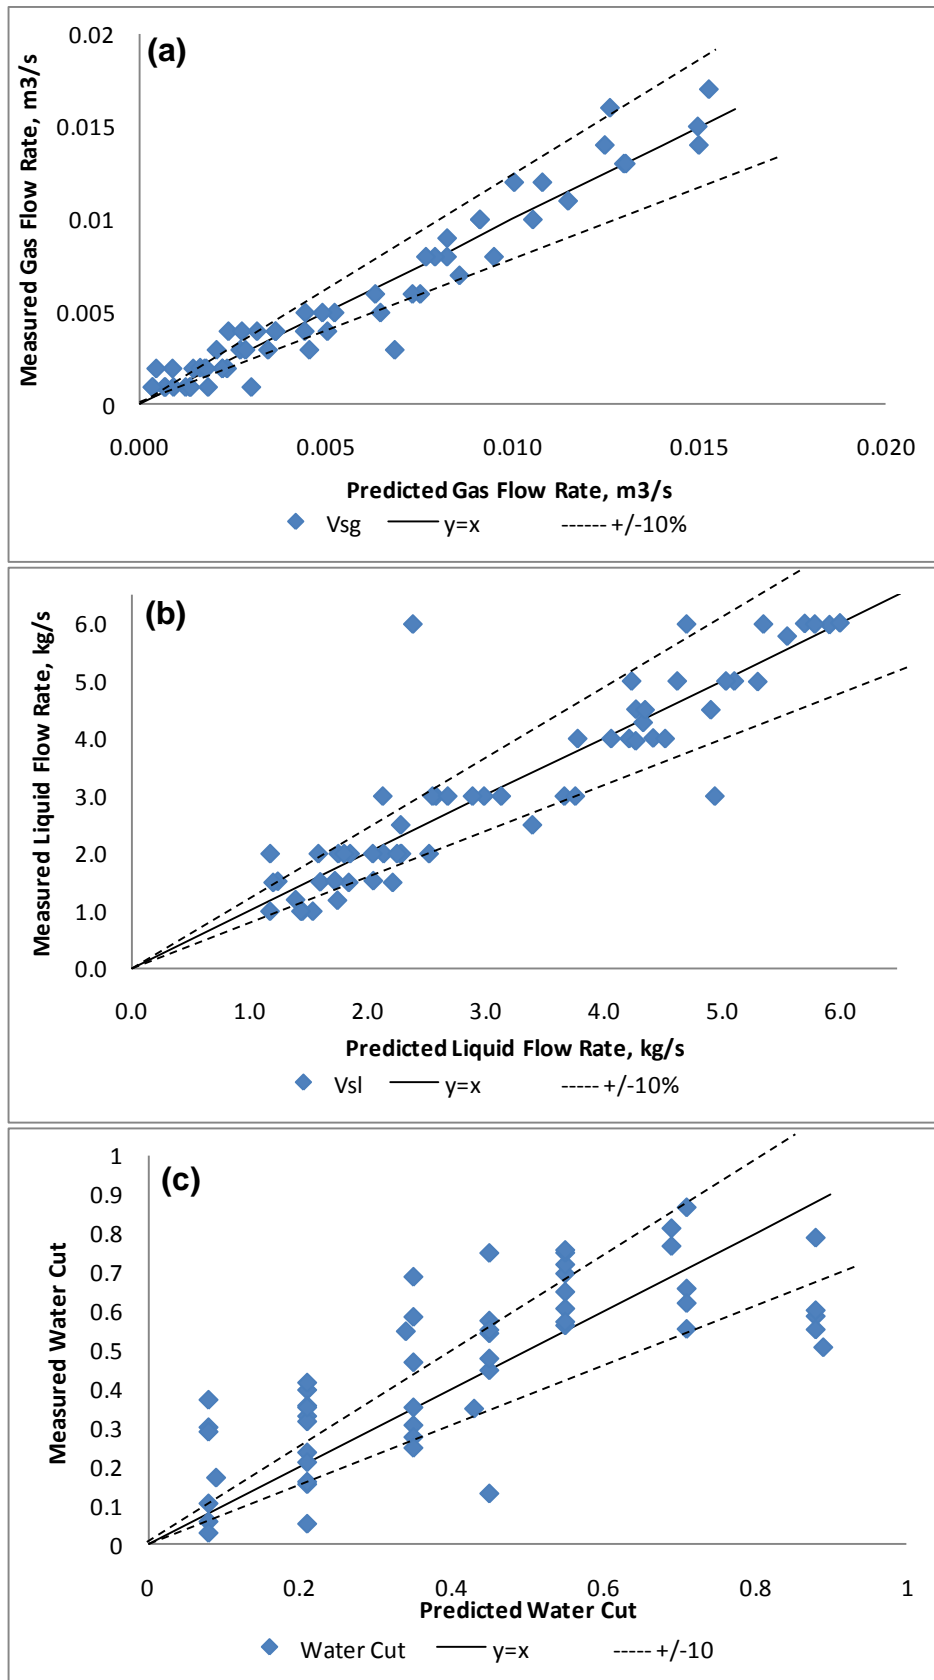 (a)
Measured Gas Flow Rate, m3/s
0.02
0.015
0.01
0.005
0
0.000 0.005 0.010 0.015 0.020
Predicted Gas Flow Rate, m3/s
Vsg y=x +/-10%
(b)
Measured Liquid Flow Rate, kg/s
6.0
5.0
4.0
3.0
2.0
1.0
0.0
0.0 1.0 2.0 3.0 4.0 5.0 6.0
Predicted Liquid Flow Rate, kg/s
Vsl y=x +/-10%
(c)
Measured Water Cut
1
0.9
0.8
0.7
0.6
0.5
0.4
0.3
0.2
0.1
0
0 0.2 0.4 0.6 0.8 1
Predicted Water Cut
Water Cut y=x +/-10